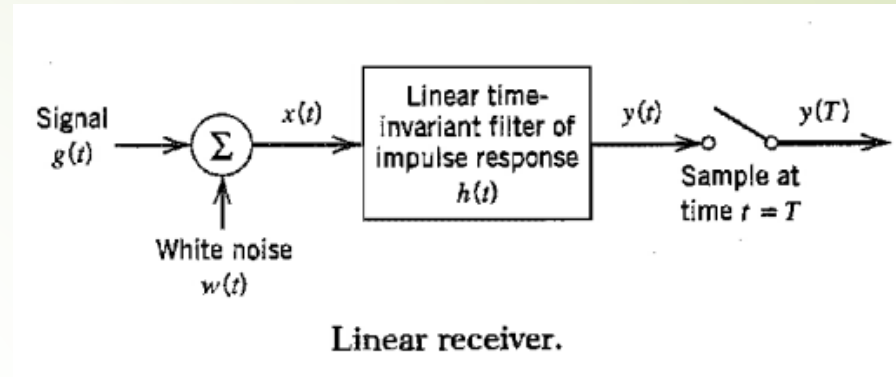 Signal
g(t)
Σ
x(t)
Linear time-
invariant filter of
impulse response
h(t)
y(t)
y(T)
Sample at
time t = T
White noise
w(t)
Linear receiver.